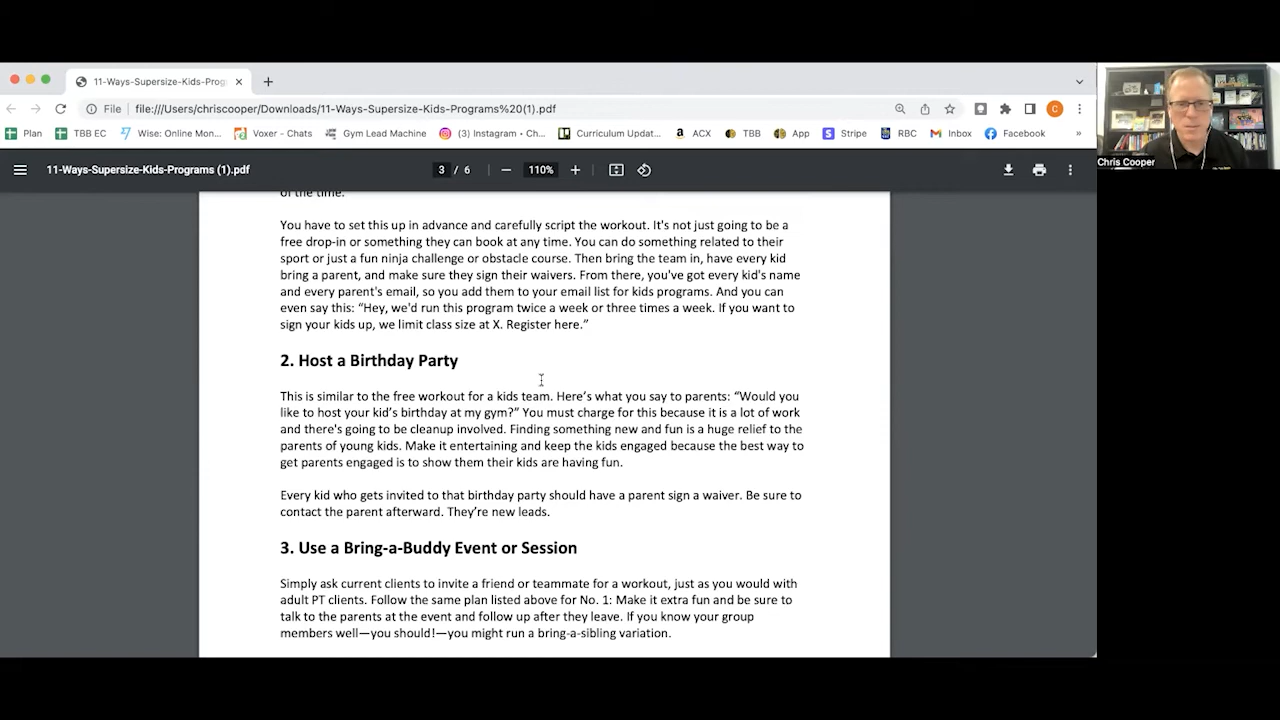 11-Ways-Supersize-Kids-Prog
File
file:///Users/chriscooper/Downloads/11-Ways-Supersize-Kids-Programs%20(1).pdf
C
Plan
TBB EC
Wise: Online Mon...
Voxer - Chats
Gym Lead Machine
(3) Instagram • Ch...
Curriculum Updat...
ACX
TBB
App
Stripe
RBC
Inbox
Facebook
»
Chris Cooper
11-Ways-Supersize-Kids-Programs (1).pdf
3 / 6
110%
of the time.
You have to set this up in advance and carefully script the workout. It's not just going to be a
free drop-in or something they can book at any time. You can do something related to their
sport or just a fun ninja challenge or obstacle course. Then bring the team in, have every kid
bring a parent, and make sure they sign their waivers. From there, you've got every kid's name
and every parent's email, so you add them to your email list for kids programs. And you can
even say this: “Hey, we'd run this program twice a week or three times a week. If you want to
sign your kids up, we limit class size at X. Register here.”
2. Host a Birthday Party
This is similar to the free workout for a kids team. Here’s what you say to parents: “Would you
like to host your kid’s birthday at my gym?” You must charge for this because it is a lot of work
and there's going to be cleanup involved. Finding something new and fun is a huge relief to the
parents of young kids. Make it entertaining and keep the kids engaged because the best way to
get parents engaged is to show them their kids are having fun.
Every kid who gets invited to that birthday party should have a parent sign a waiver. Be sure to
contact the parent afterward. They’re new leads.
3. Use a Bring-a-Buddy Event or Session
Simply ask current clients to invite a friend or teammate for a workout, just as you would with
adult PT clients. Follow the same plan listed above for No. 1: Make it extra fun and be sure to
talk to the parents at the event and follow up after they leave. If you know your group
members well—you should!—you might run a bring-a-sibling variation.